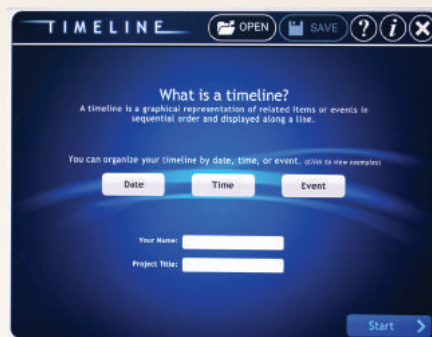 TIMELINE
OPEN
SAVE
?
i
X
What is a timeline?
A timeline is a graphical representation of related items or events in
sequential order and displayed along a line.
You can organize your timeline by date, time, or event. (Click to view examples)
Date
Time
Event
Your Name:
Project Title:
Start